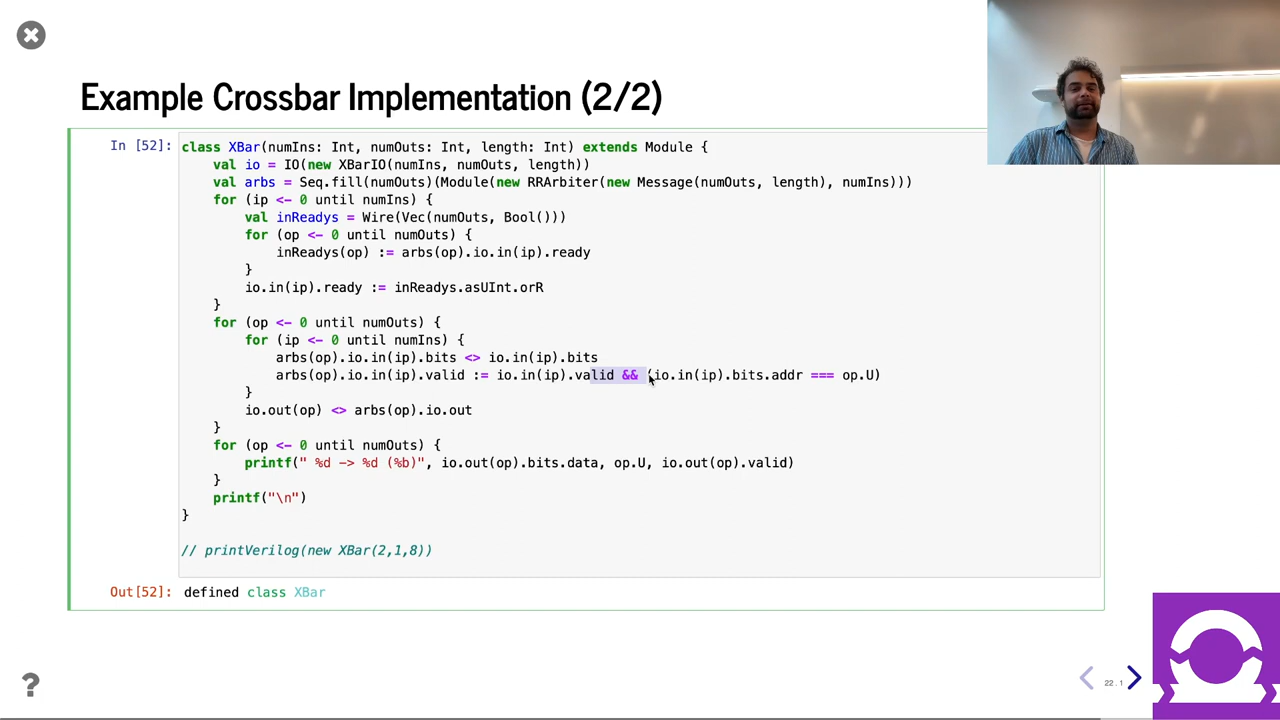 Example Crossbar Implementation (2/2)
In [52]:
class XBar(numIns: Int, numOuts: Int, length: Int) extends Module {
    val io = IO(new XBarIO(numIns, numOuts, length))
    val arbs = Seq.fill(numOuts)(Module(new RRArbiter(new Message(numOuts, length), numIns)))
    for (ip <- 0 until numIns) {
        val inReadys = Wire(Vec(numOuts, Bool()))
        for (op <- 0 until numOuts) {
            inReadys(op) := arbs(op).io.in(ip).ready
        }
        io.in(ip).ready := inReadys.asUInt.orR
    }
    for (op <- 0 until numOuts) {
        for (ip <- 0 until numIns) {
            arbs(op).io.in(ip).bits <> io.in(ip).bits
            arbs(op).io.in(ip).valid := io.in(ip).valid && (io.in(ip).bits.addr === op.U)
        }
        io.out(op) <> arbs(op).io.out
    }
    for (op <- 0 until numOuts) {
        printf(" %d -> %d (%b)", io.out(op).bits.data, op.U, io.out(op).valid)
    }
    printf("\n")
}
// printVerilog(new XBar(2,1,8))
Out[52]: defined class XBar
?
22.1